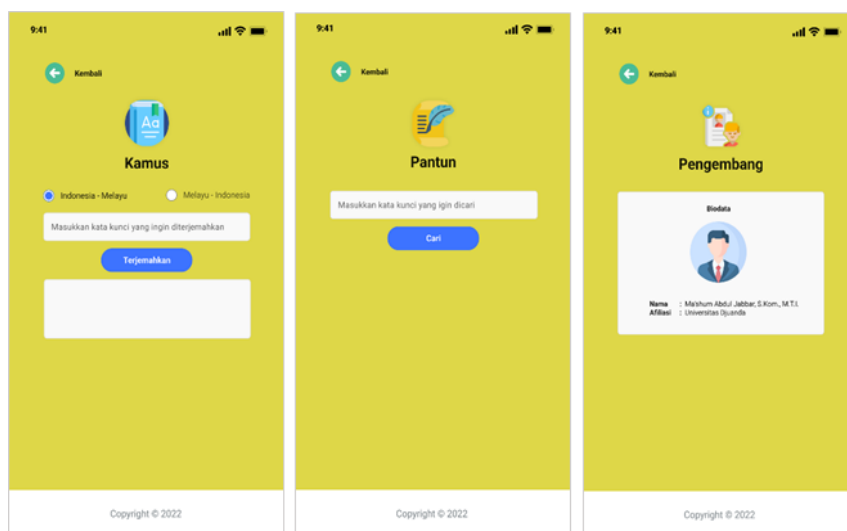 9:41
Kembali
Aa
Kamus
Indonesia - Melayu
Melayu - Indonesia
Masukkan kata kunci yang ingin diterjemahkan
Terjemahkan
Copyright © 2022
9:41
Kembali
Pantun
Masukkan kata kunci yang igin dicari
Cari
Copyright © 2022
9:41
Kembali
Pengembang
Biodata
Nama : Ma'shum Abdul Jabbar, S.Kom., M.T.I.
Afiliasi : Universitas Djuanda
Copyright © 2022